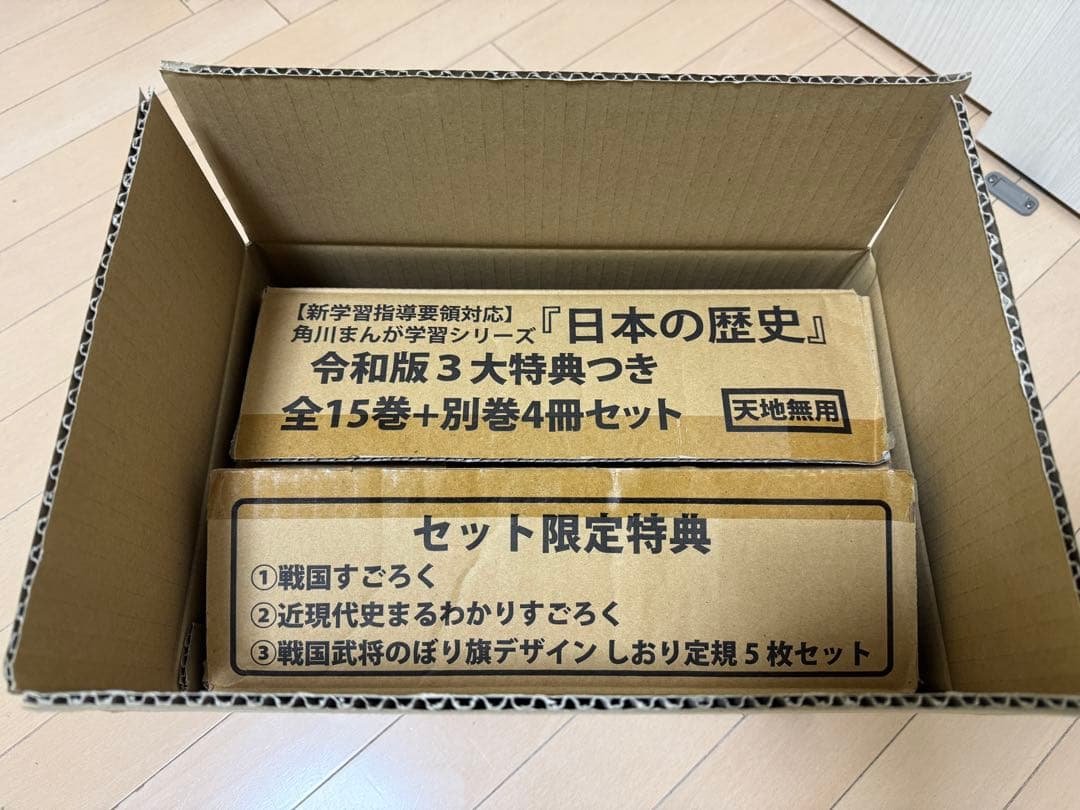 【新学習指導要領対応】
角川まんが学習シリーズ『日本の歴史』
令和版３大特典つき
全15巻＋別巻4冊セット
天地無用
セット限定特典
①戦国すごろく
②近現代史まるわかりすごろく
③戦国武将のぼり旗デザイン しおり定規５枚セット